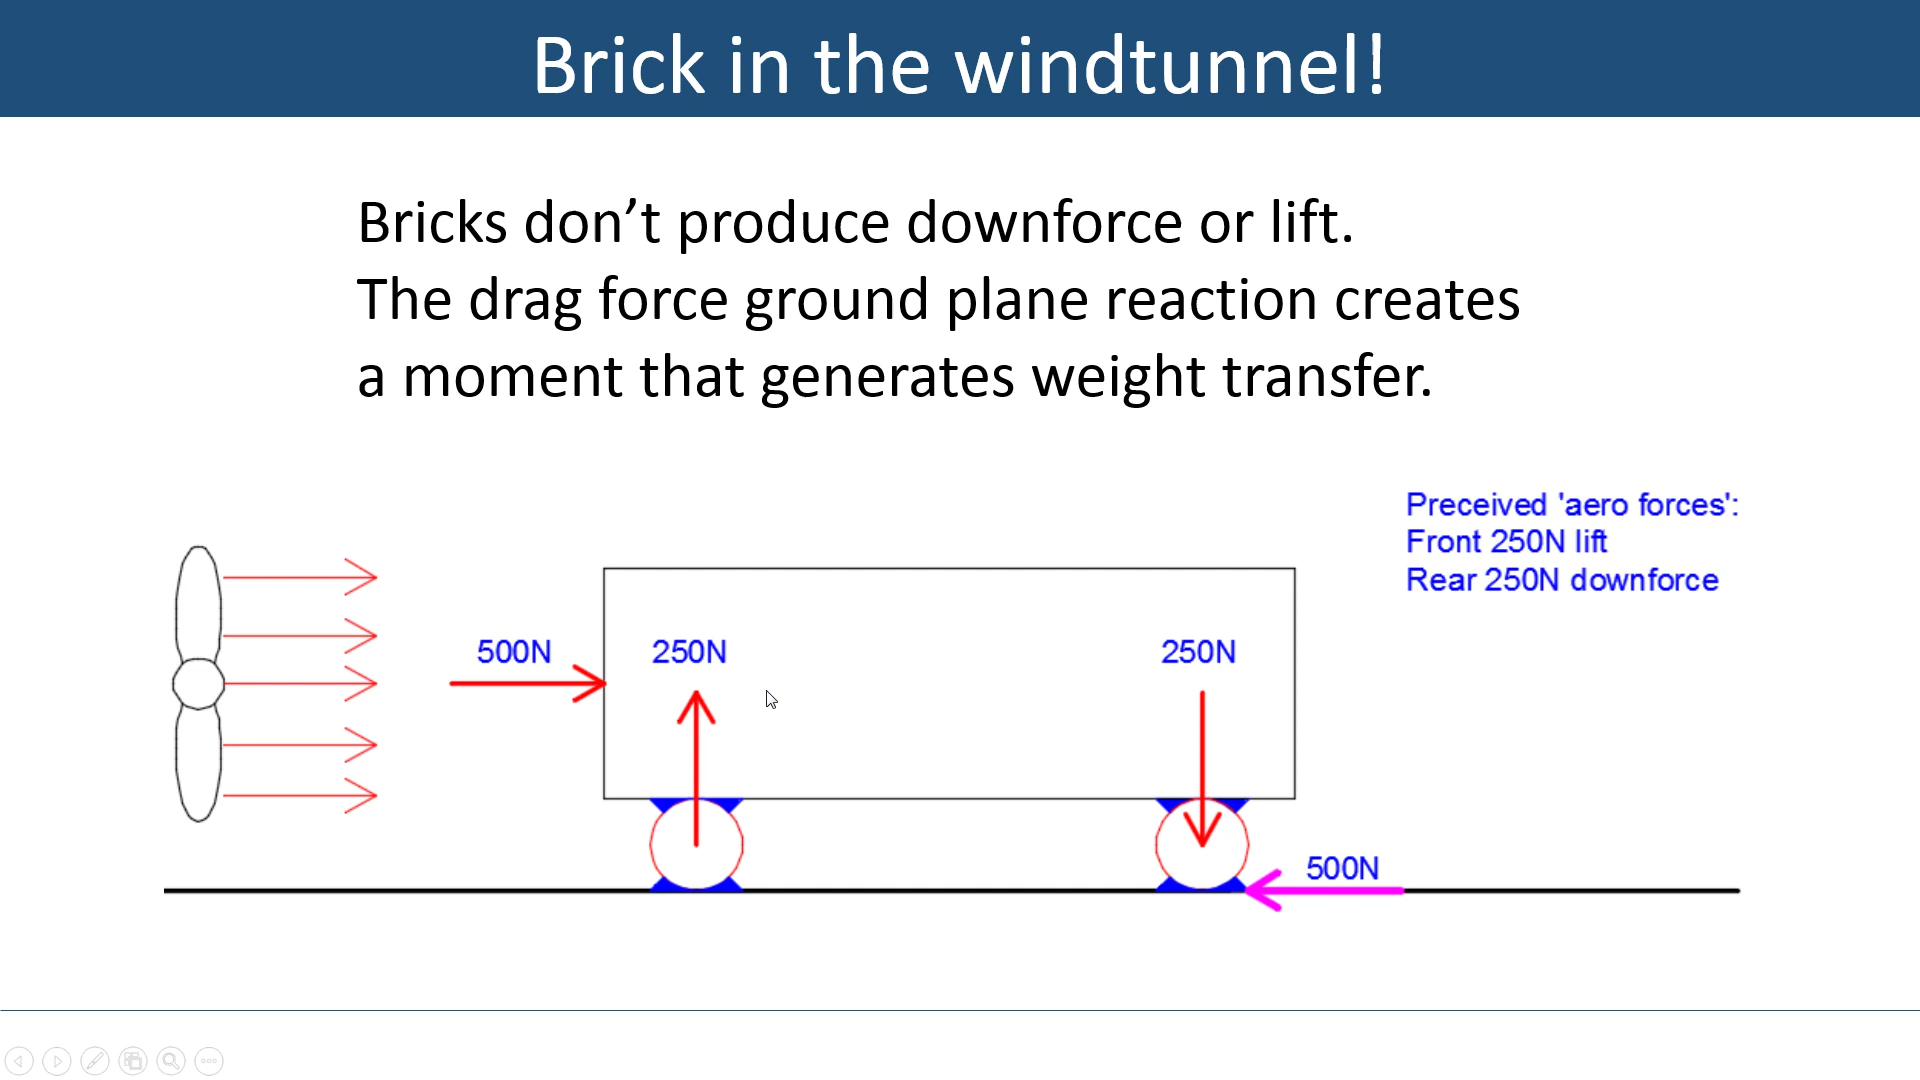 Brick in the windtunnel!
Bricks don’t produce downforce or lift.
The drag force ground plane reaction creates
a moment that generates weight transfer.
Preceived 'aero forces':
Front 250N lift
Rear 250N downforce
500N
250N
250N
500N